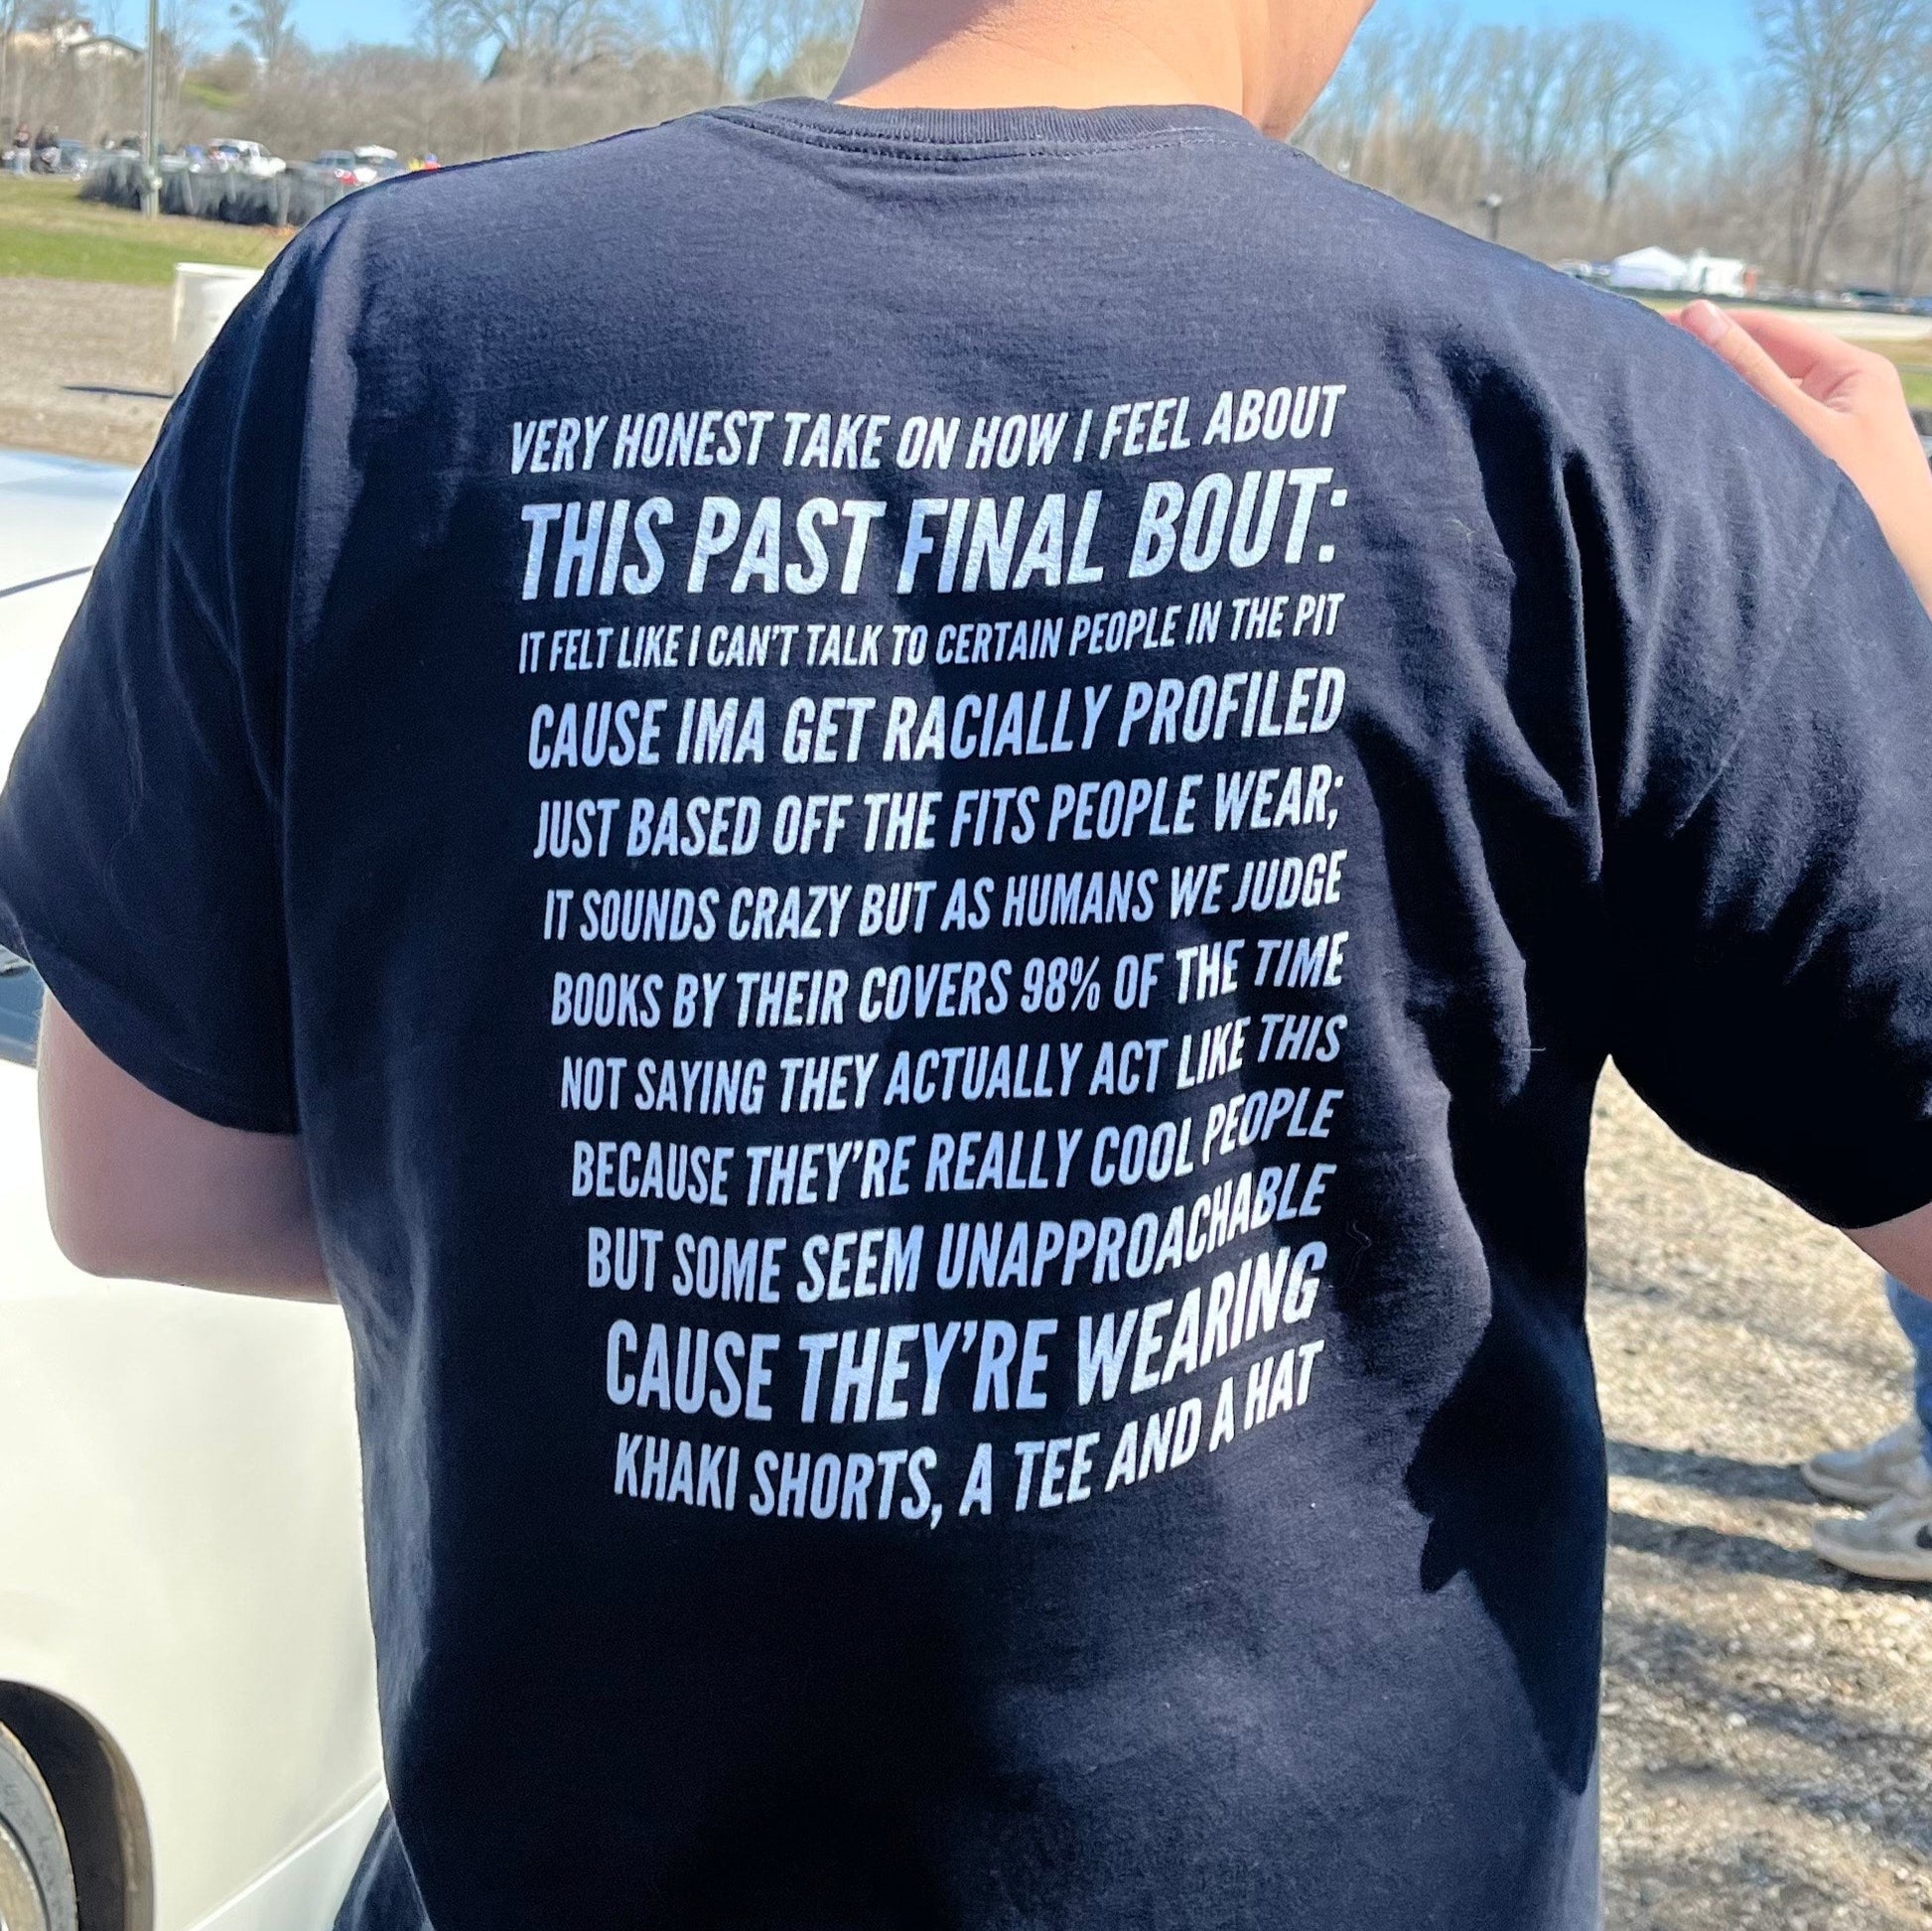 VERY HONEST TAKE ON HOW I FEEL ABOUT
THIS PAST FINAL BOUT:
IT FELT LIKE I CAN'T TALK TO CERTAIN PEOPLE IN THE PIT
CAUSE IMA GET RACIALLY PROFILED
JUST BASED OFF THE FITS PEOPLE WEAR;
IT SOUNDS CRAZY BUT AS HUMANS WE JUDGE
BOOKS BY THEIR COVERS 98% OF THE TIME
NOT SAYING THEY ACTUALLY ACT LIKE THIS
BECAUSE THEY'RE REALLY COOL PEOPLE
BUT SOME SEEM UNAPPROACHABLE
CAUSE THEY'RE WEARING
KHAKI SHORTS, A TEE AND A HAT